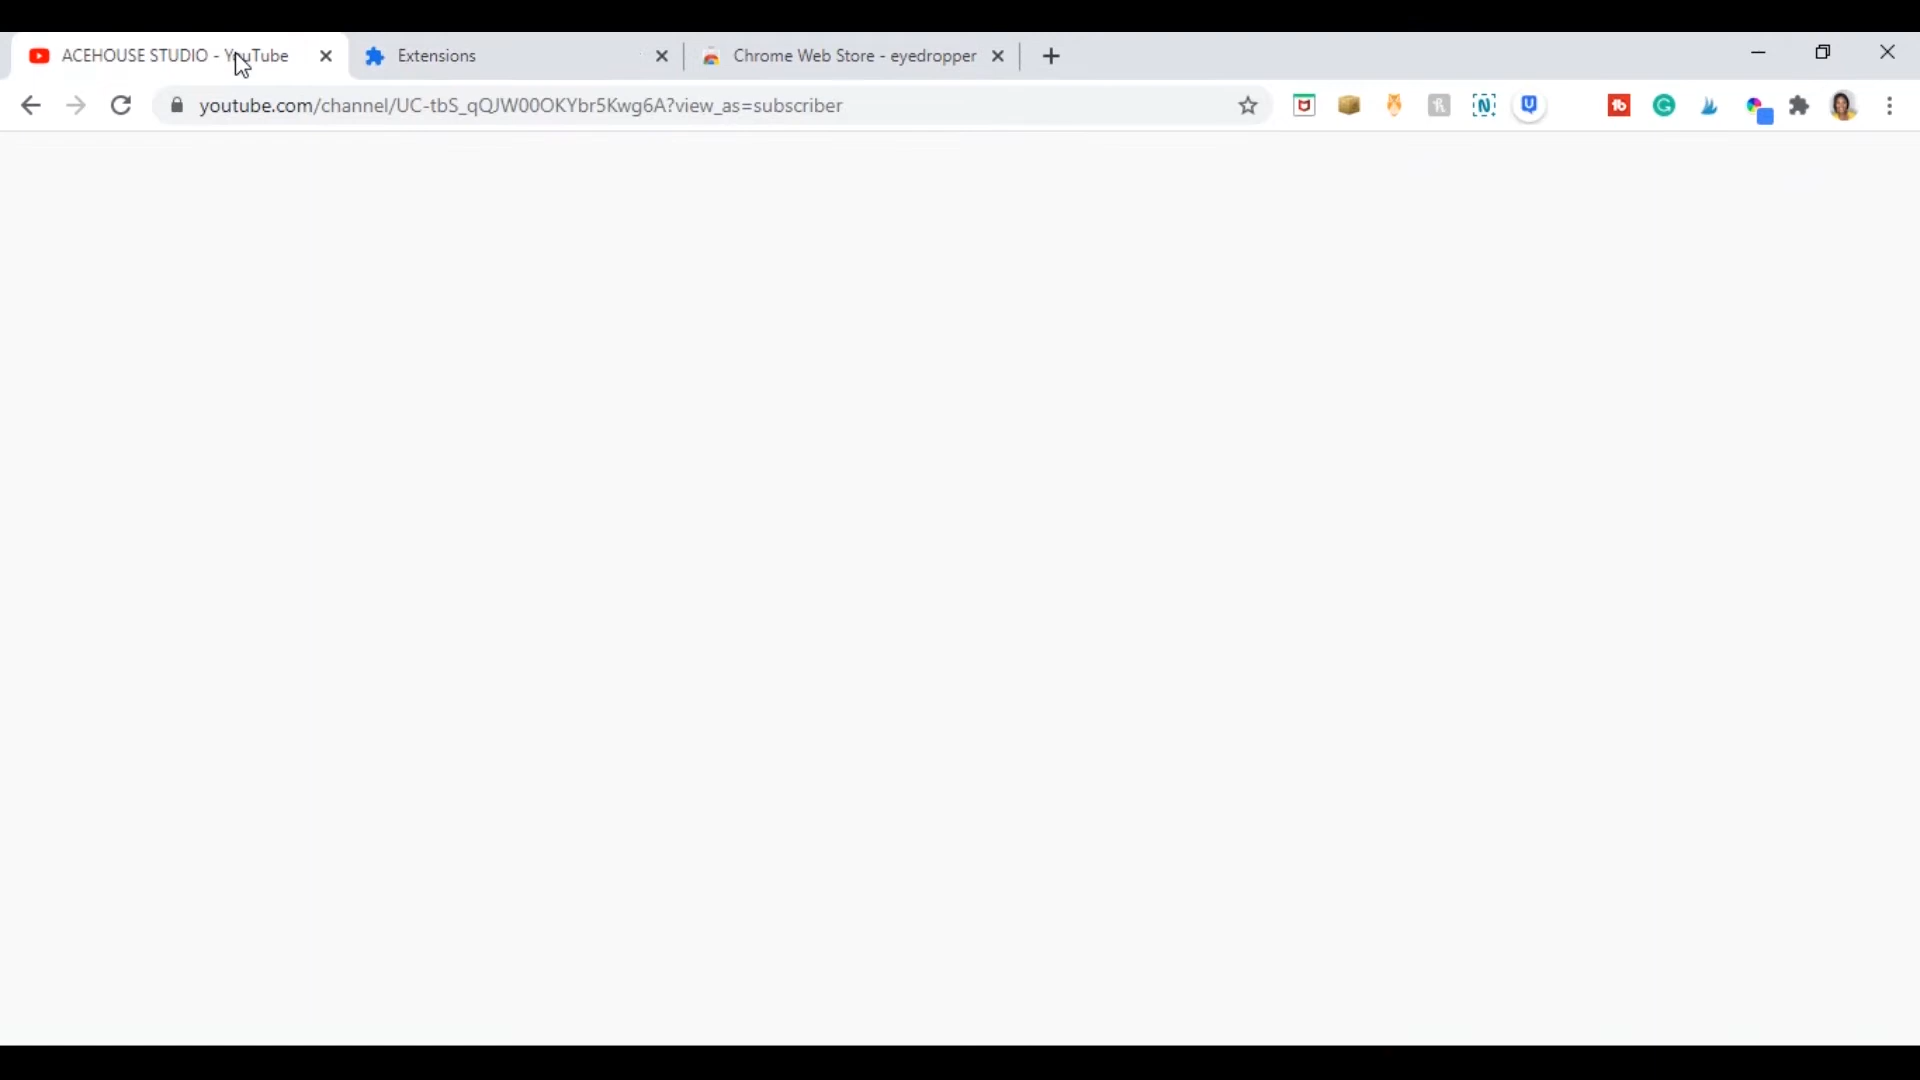 ACEHOUSE STUDIO - YouTube
Extensions
Chrome Web Store - eyedropper
youtube.com/channel/UC-tbS_qQJW00OKYbr5Kwg6A?view_as=subscriber